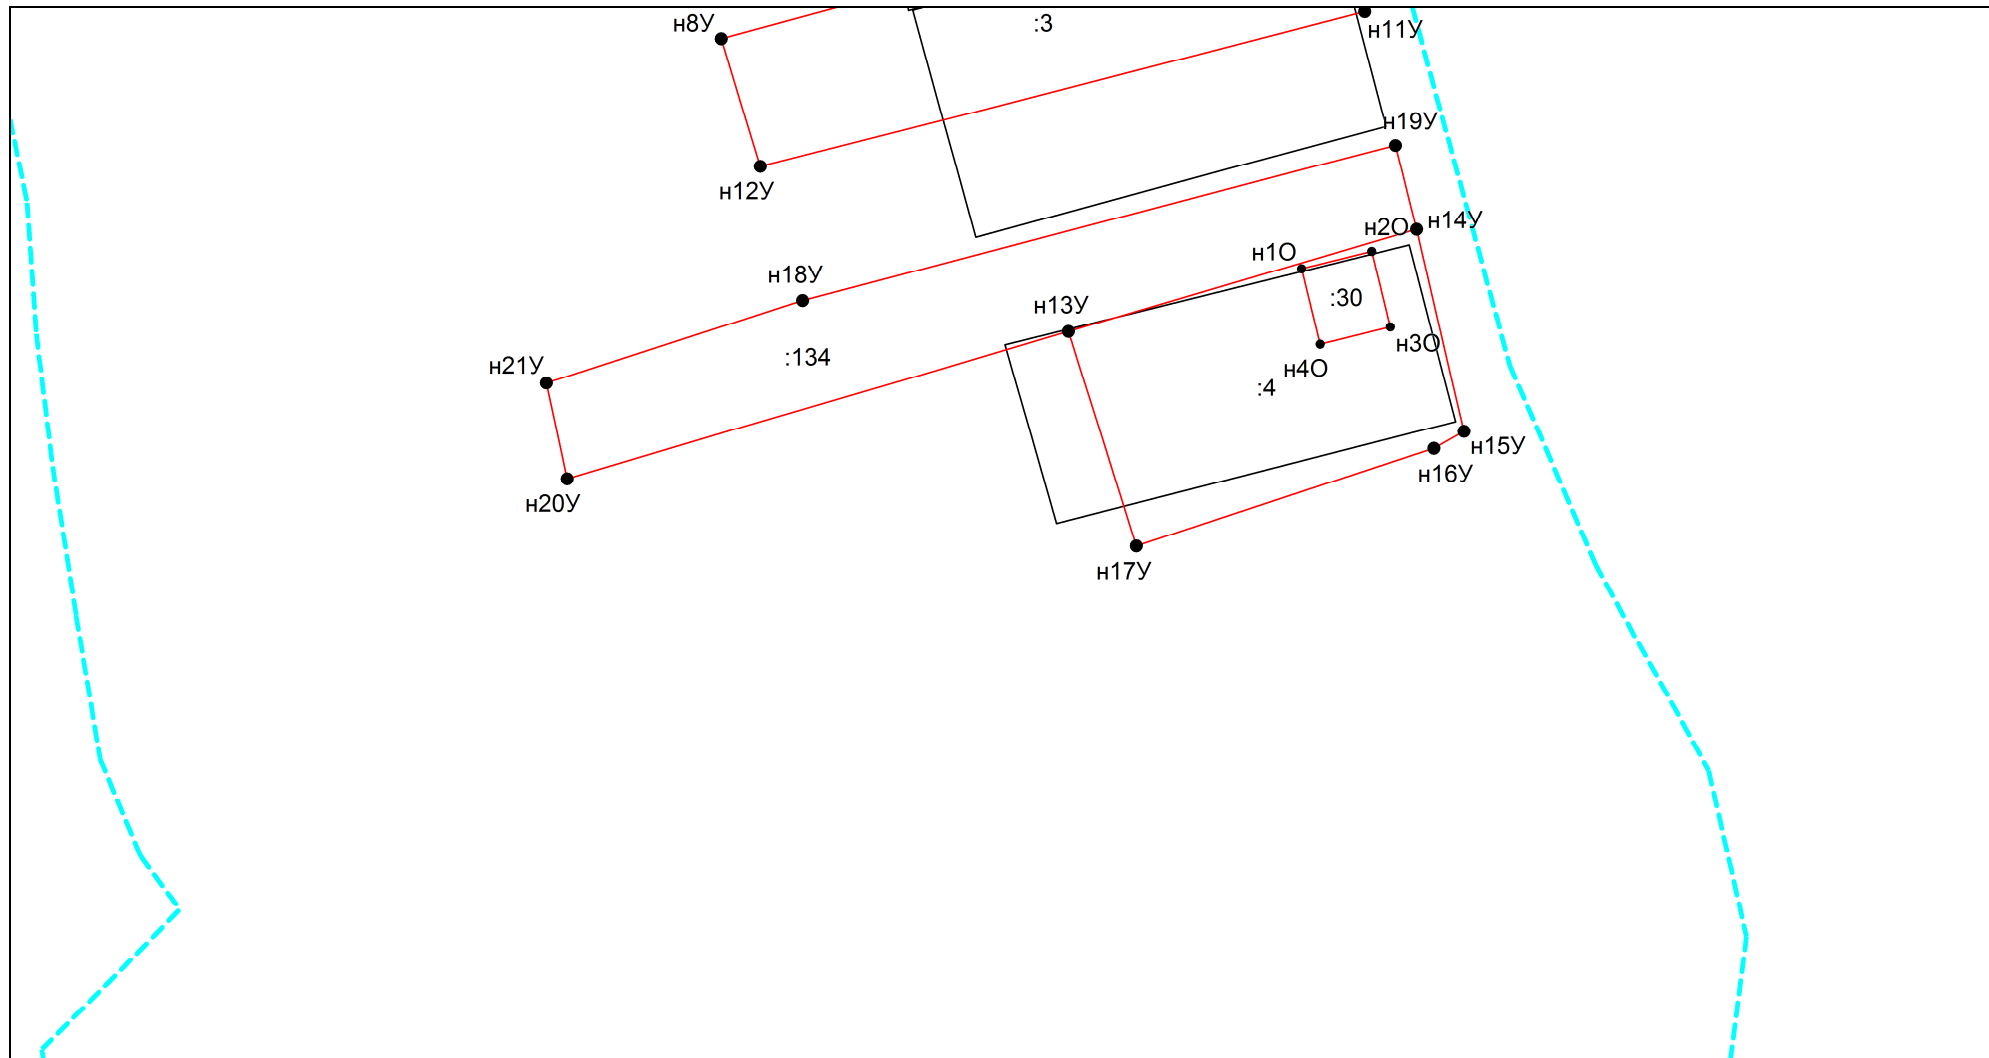 н8У
:3
н11У
н19У
н12У
н14У
н2О
н1О
н18У
:30
н13У
н3О
:134
н21У
н4О
:4
н15У
н16У
н20У
н17У